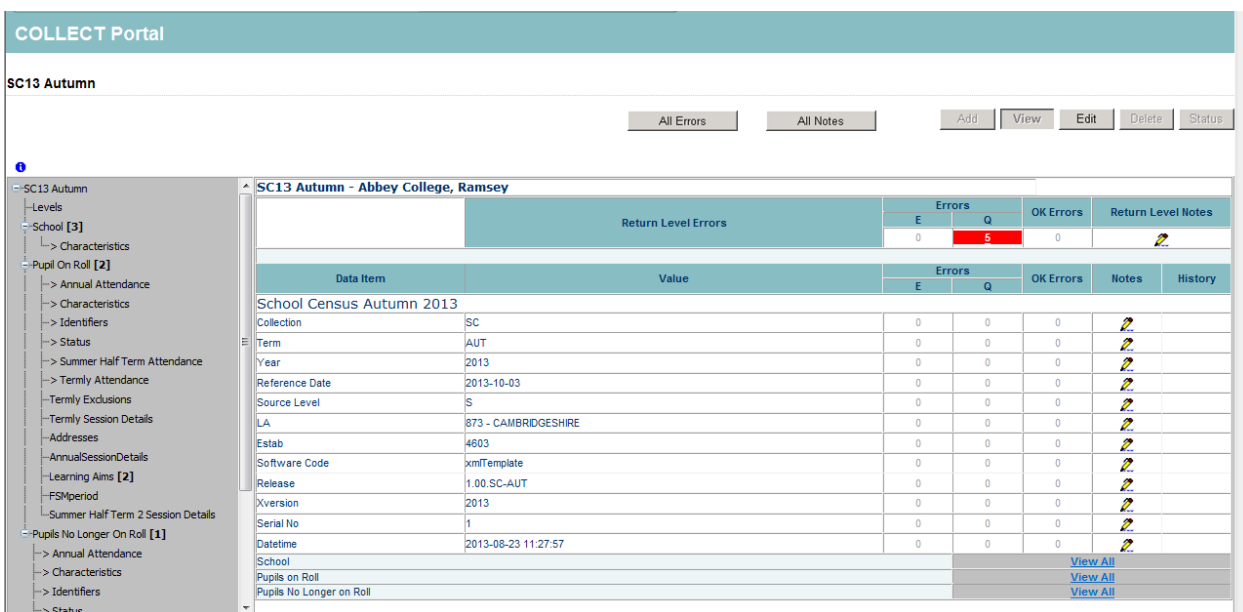 COLLECT Portal
SC13 Autumn
All Errors All Notes Add View Edit Delete Status
SC13 Autumn
Levels
School [3]
--> Characteristics
Pupil On Roll [2]
--> Annual Attendance
--> Characteristics
--> Identifiers
--> Status
--> Summer Half Term Attendance
--> Termly Attendance
Termly Exclusions
Termly Session Details
Addresses
AnnualSessionDetails
Learning Aims [2]
FSMperiod
Summer Half Term 2 Session Details
Pupils No Longer On Roll [1]
--> Annual Attendance
--> Characteristics
--> Identifiers
--> Status
SC13 Autumn - Abbey College, Ramsey
Return Level Errors Errors OK Errors Return Level Notes
E Q
0 5 0
Data Item Value Errors OK Errors Notes History
E Q
School Census Autumn 2013
Collection SC 0 0 0
Term AUT 0 0 0
Year 2013 0 0 0
Reference Date 2013-10-03 0 0 0
Source Level S 0 0 0
LA 873 - CAMBRIDGESHIRE 0 0 0
Estab 4603 0 0 0
Software Code xmlTemplate 0 0 0
Release 1.00.SC-AUT 0 0 0
Xversion 2013 0 0 0
Serial No 1 0 0 0
Datetime 2013-08-23 11:27:57 0 0 0
School View All
Pupils on Roll View All
Pupils No Longer on Roll View All